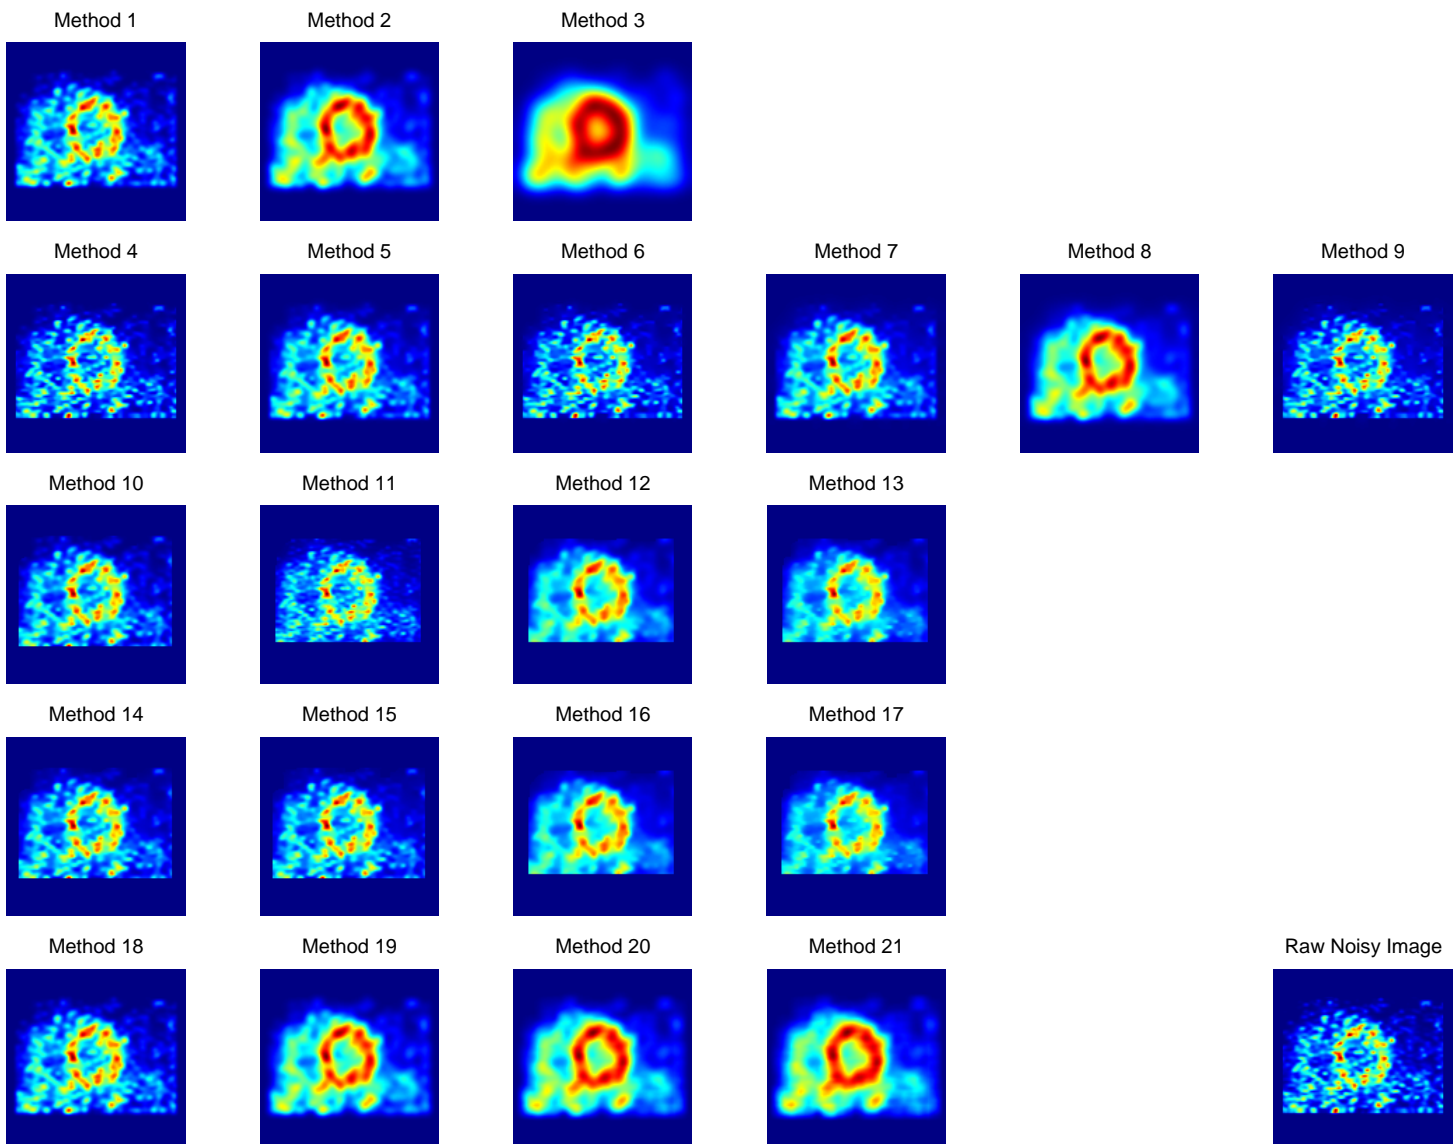 Method 1
Method 2
Method 3
Method 4
Method 5
Method 6
Method 7
Method 8
Method 9
Method 10
Method 11
Method 12
Method 13
Method 14
Method 15
Method 16
Method 17
Method 18
Method 19
Method 20
Method 21
Raw Noisy Image